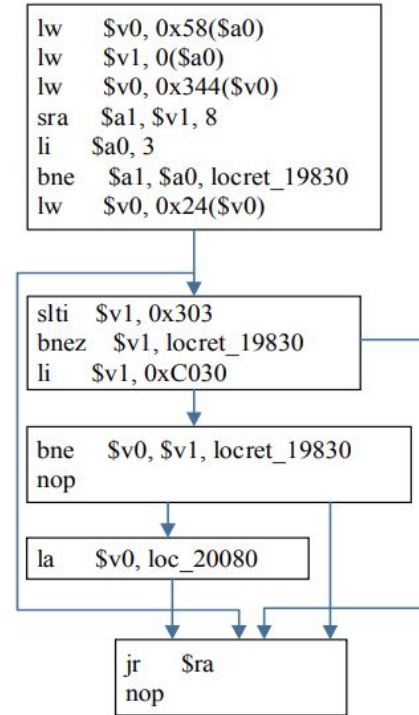 lw $v0, 0x58($a0)
lw $v1, 0($a0)
lw $v0, 0x344($v0)
sra $a1, $v1, 8
li $a0, 3
bne $a1, $a0, locret_19830
lw $v0, 0x24($v0)
slti $v1, 0x303
bnez $v1, locret_19830
li $v1, 0xC030
bne $v0, $v1, locret_19830
nop
la $v0, loc_20080
jr $ra
nop